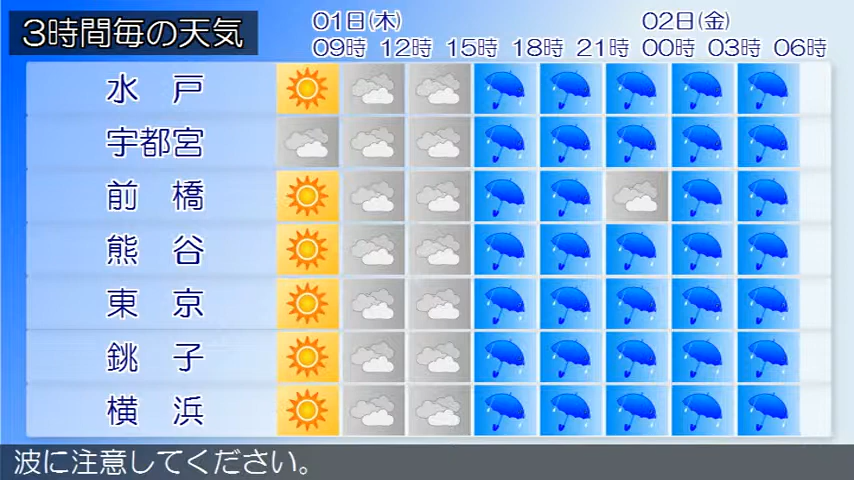 3時間毎の天気
01日(木) 02日(金)
09時 12時 15時 18時 21時 00時 03時 06時
水戸
宇都宮
前橋
熊谷
東京
銚子
横浜
波に注意してください。